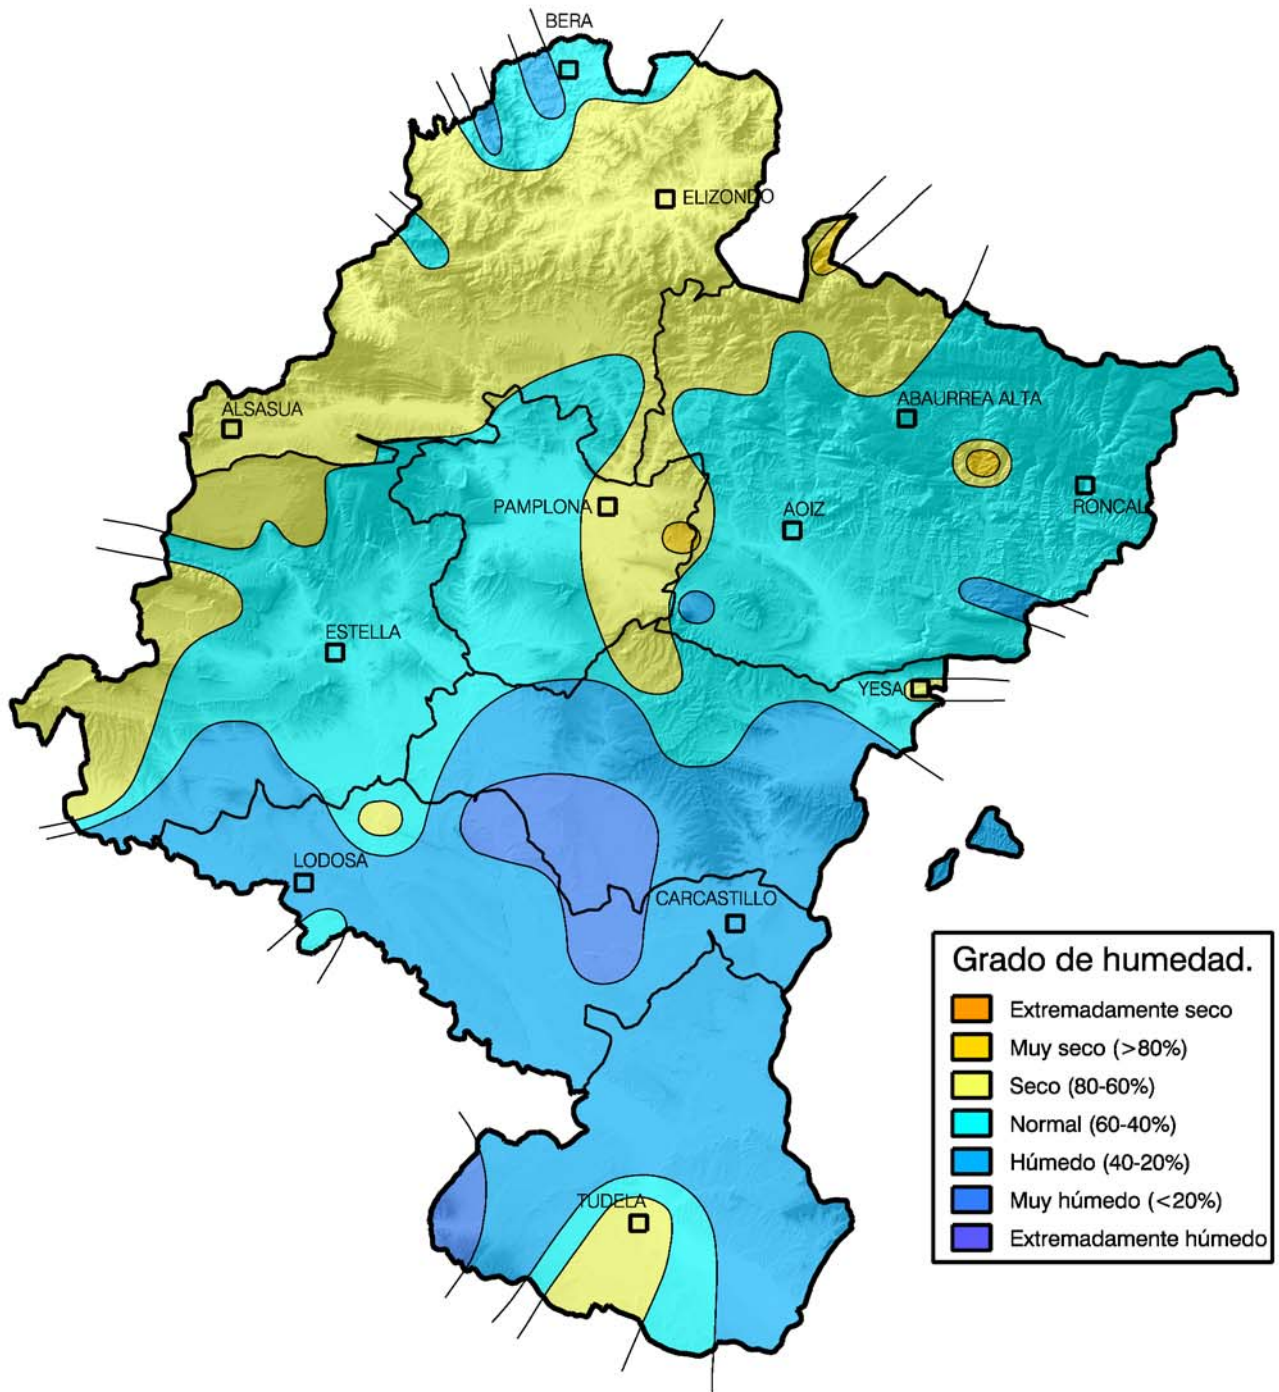 BERA
ELIZONDO
ALSASUA
ABAURREA ALTA
PAMPLONA
AOIZ
RONCAL
ESTELLA
YESA
LODOSA
CARCASTILLO
TUDELA
Grado de humedad.
Extremadamente seco
Muy seco (>80%)
Seco (80-60%)
Normal (60-40%)
Húmedo (40-20%)
Muy húmedo (<20%)
Extremadamente húmedo